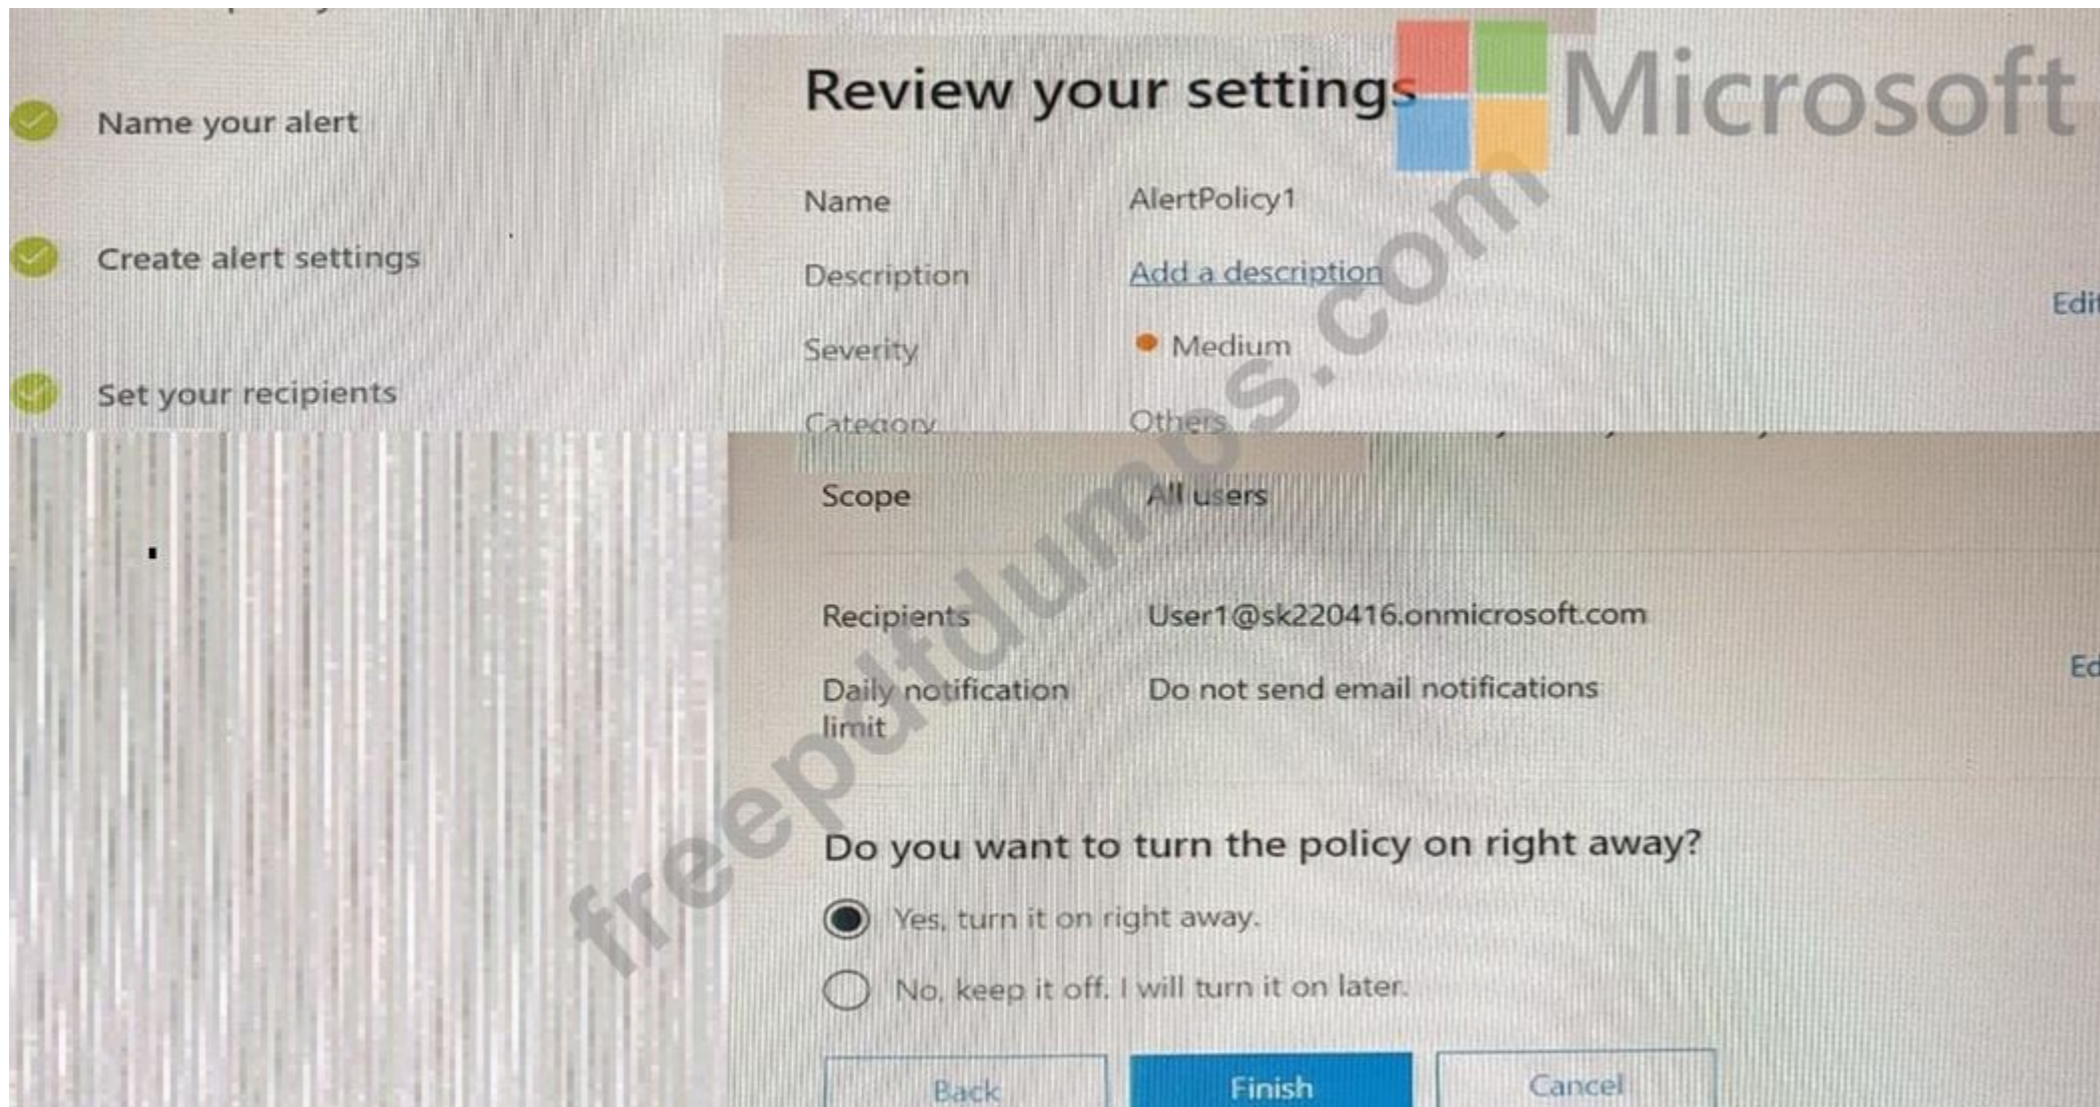 Microsoft
Name your alert
Create alert settings
Set your recipients
Review your settings
Name AlertPolicy1
Description Add a description
Edit
Severity Medium
Category Others
Scope All users
Recipients User1@sk220416.onmicrosoft.com
Daily notification limit Do not send email notifications
Do you want to turn the policy on right away?
Yes, turn it on right away.
No, keep it off. I will turn it on later.
Back Finish Cancel
freepdfdumps.com